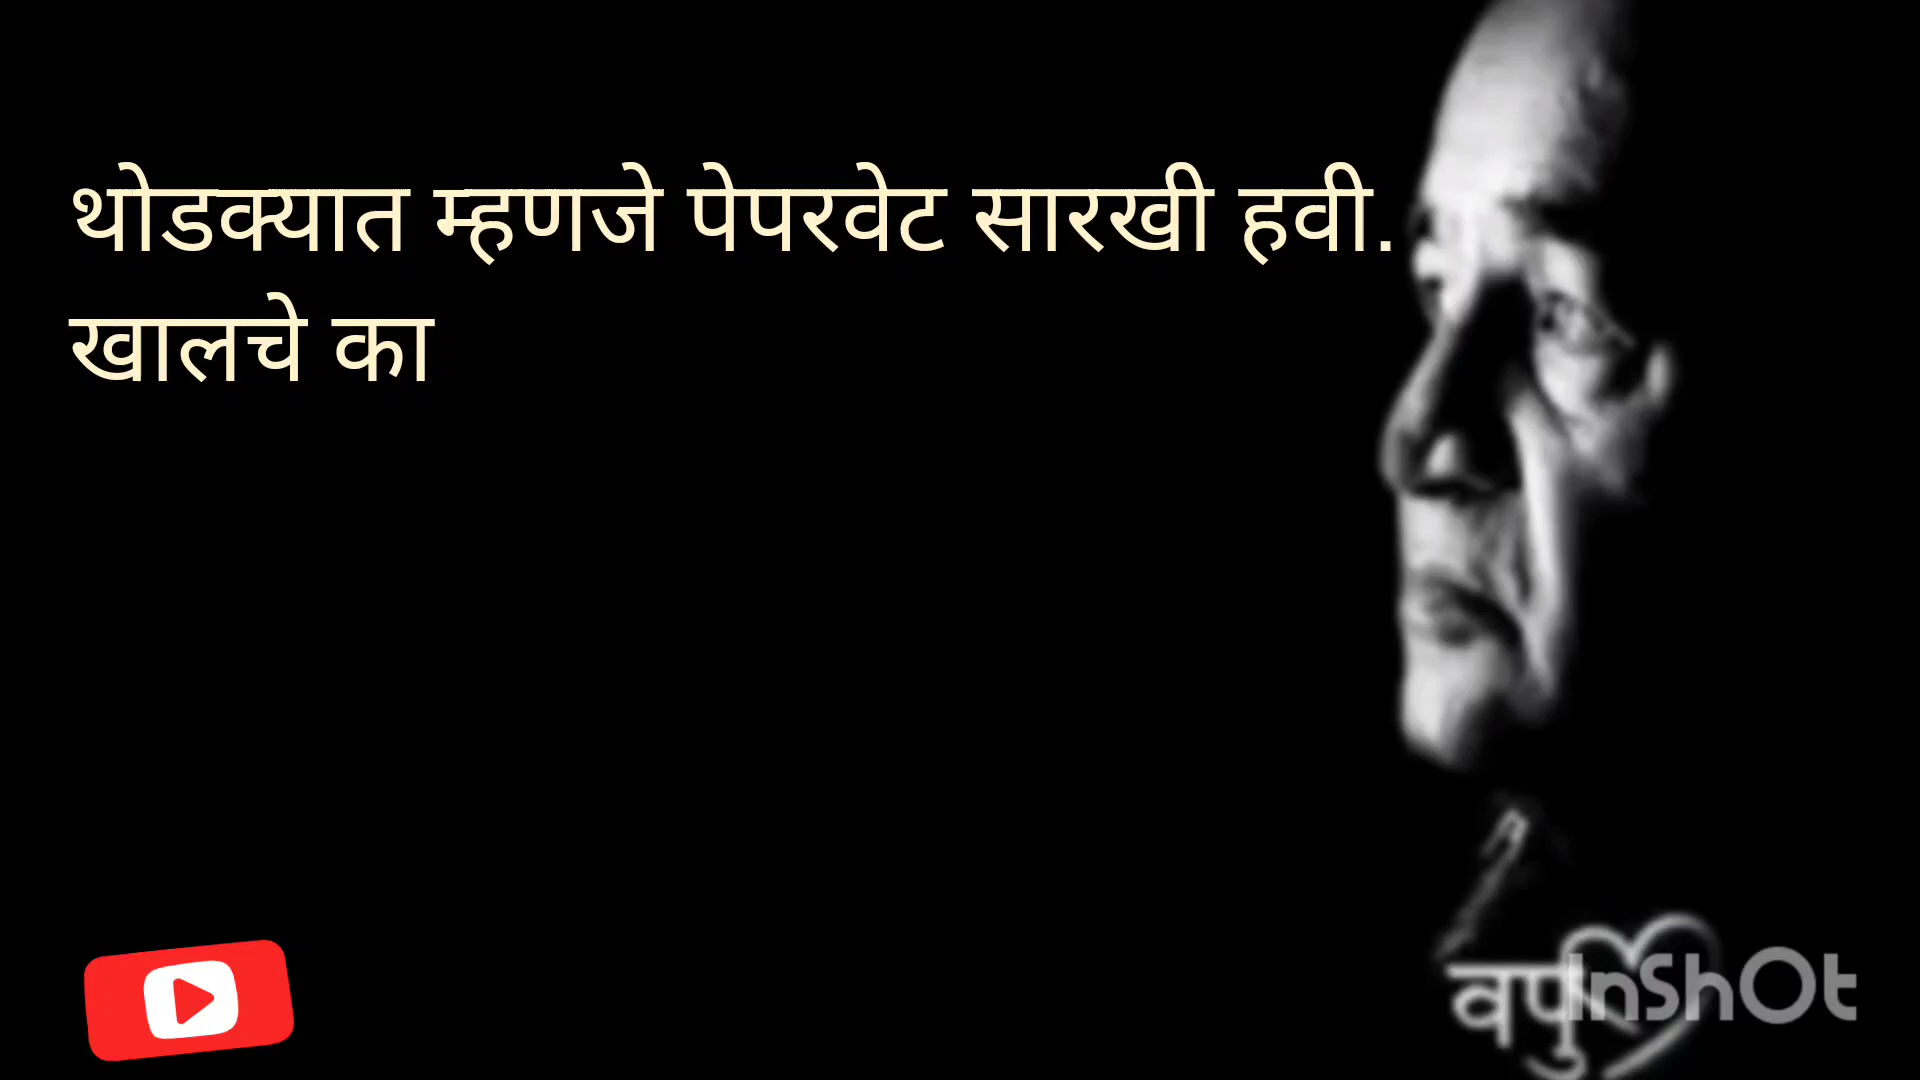 थोडक्यात म्हणजे पेपरवेट सारखी हवी.
खालचे का
वपु
InShOt